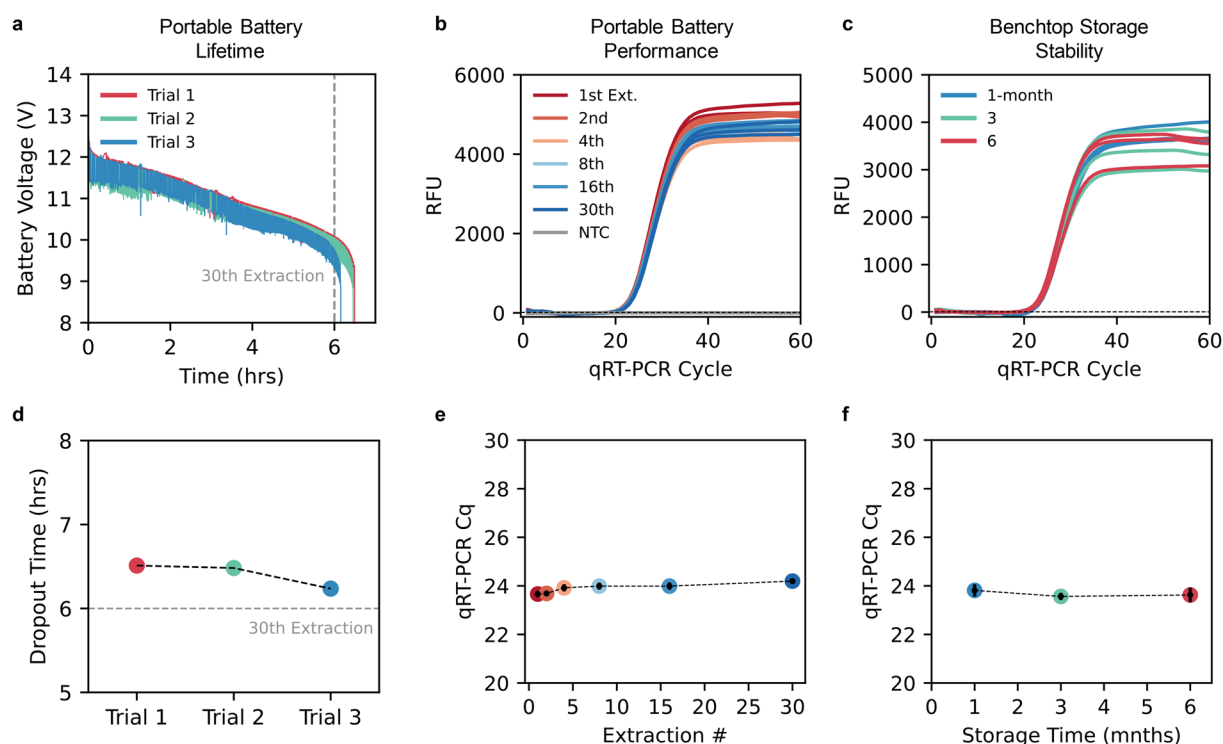 a
Portable Battery
Lifetime
Battery Voltage (V)
14
13
12
11
10
9
8
Trial 1
Trial 2
Trial 3
30th Extraction
0 2 4 6
Time (hrs)
b
Portable Battery
Performance
RFU
6000
4000
2000
0
1st Ext.
2nd
4th
8th
16th
30th
NTC
0 20 40 60
qRT-PCR Cycle
c
Benchtop Storage
Stability
RFU
5000
4000
3000
2000
1000
0
1-month
3
6
0 20 40 60
qRT-PCR Cycle
d
Dropout Time (hrs)
8
7
6
5
30th Extraction
Trial 1 Trial 2 Trial 3
e
qRT-PCR Cq
30
28
26
24
22
20
0 5 10 15 20 25 30
Extraction #
f
qRT-PCR Cq
30
28
26
24
22
20
0 1 2 3 4 5 6
Storage Time (mnths)